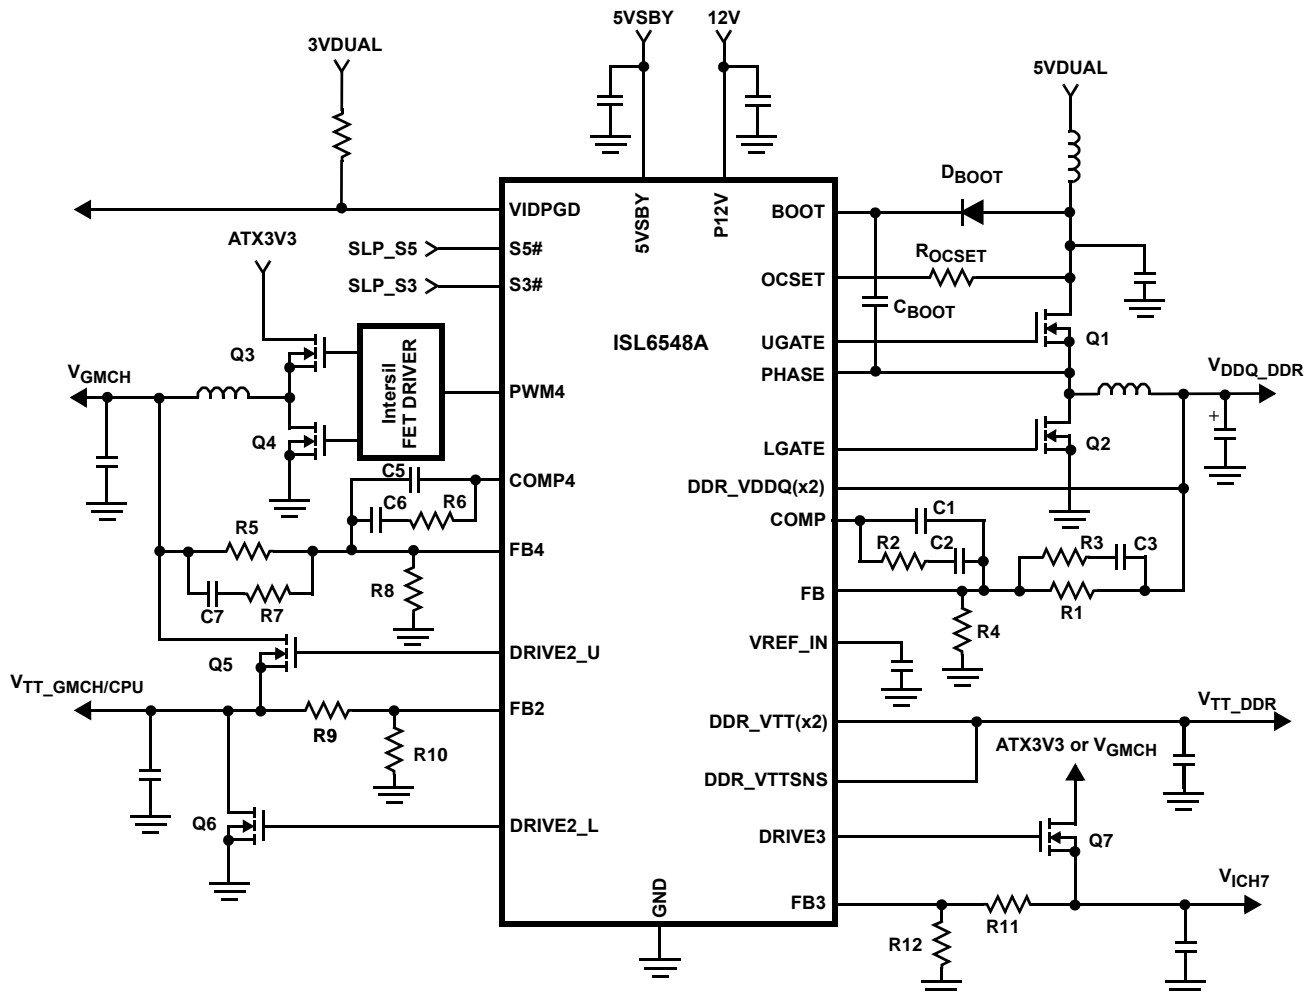 5VSBY
12V
3VDUAL
5VDUAL
DBOOT
VIDPGD
5VSBY
P12V
BOOT
ATX3V3
SLP_S5
S5#
ROCSET
SLP_S3
S3#
OCSET
CBOOT
ISL6548A
Q3
UGATE
Q1
VGMCH
Intersil
FET DRIVER
PWM4
PHASE
VDDQ_DDR
+
Q4
LGATE
Q2
C5
COMP4
DDR_VDDQ(x2)
C6
R6
COMP
C1
R5
FB4
R2
C2
R3
C3
C7
R7
R8
FB
R1
R4
VREF_IN
Q5
DRIVE2_U
VTT_GMCH/CPU
FB2
DDR_VTT(x2)
VTT_DDR
R9
R10
ATX3V3 or VGMCH
DDR_VTTSNS
Q6
DRIVE2_L
DRIVE3
Q7
GND
FB3
VICH7
R11
R12